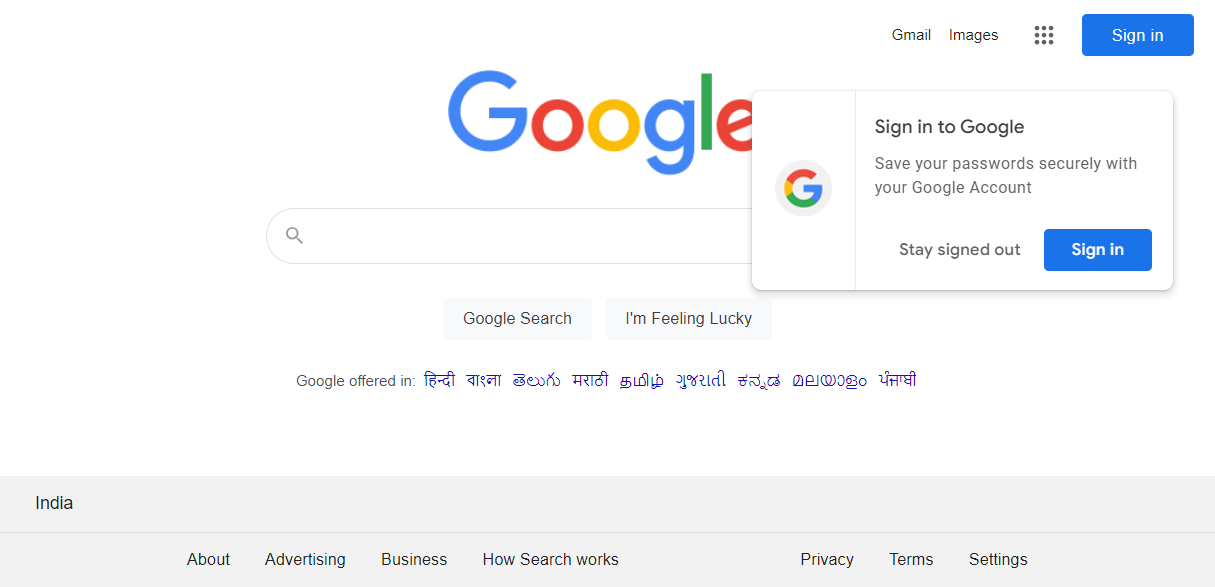 Gmail Images Sign in
Google
Sign in to Google
Save your passwords securely with
your Google Account
Stay signed out Sign in
Google Search I'm Feeling Lucky
Google offered in: हिन्दी বাংলা తెలుగు मराठी தமிழ் ગુજરાતી ಕನ್ನಡ മലയാളം ਪੰਜਾਬੀ
India
About Advertising Business How Search works Privacy Terms Settings